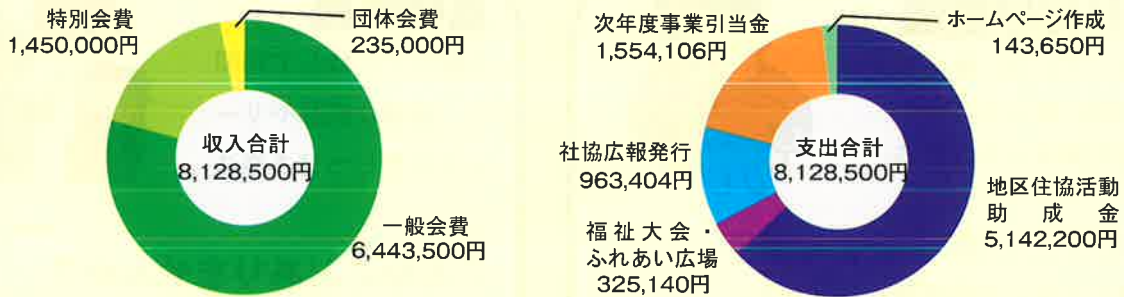 特別会費
1,450,000円
団体会費
235,000円
収入合計
8,128,500円
一般会費
6,443,500円
次年度事業引当金
1,554,106円
ホームページ作成
143,650円
社協広報発行
963,404円
支出合計
8,128,500円
福祉大会・
ふれあい広場
325,140円
地区住協活動
助成金
5,142,200円